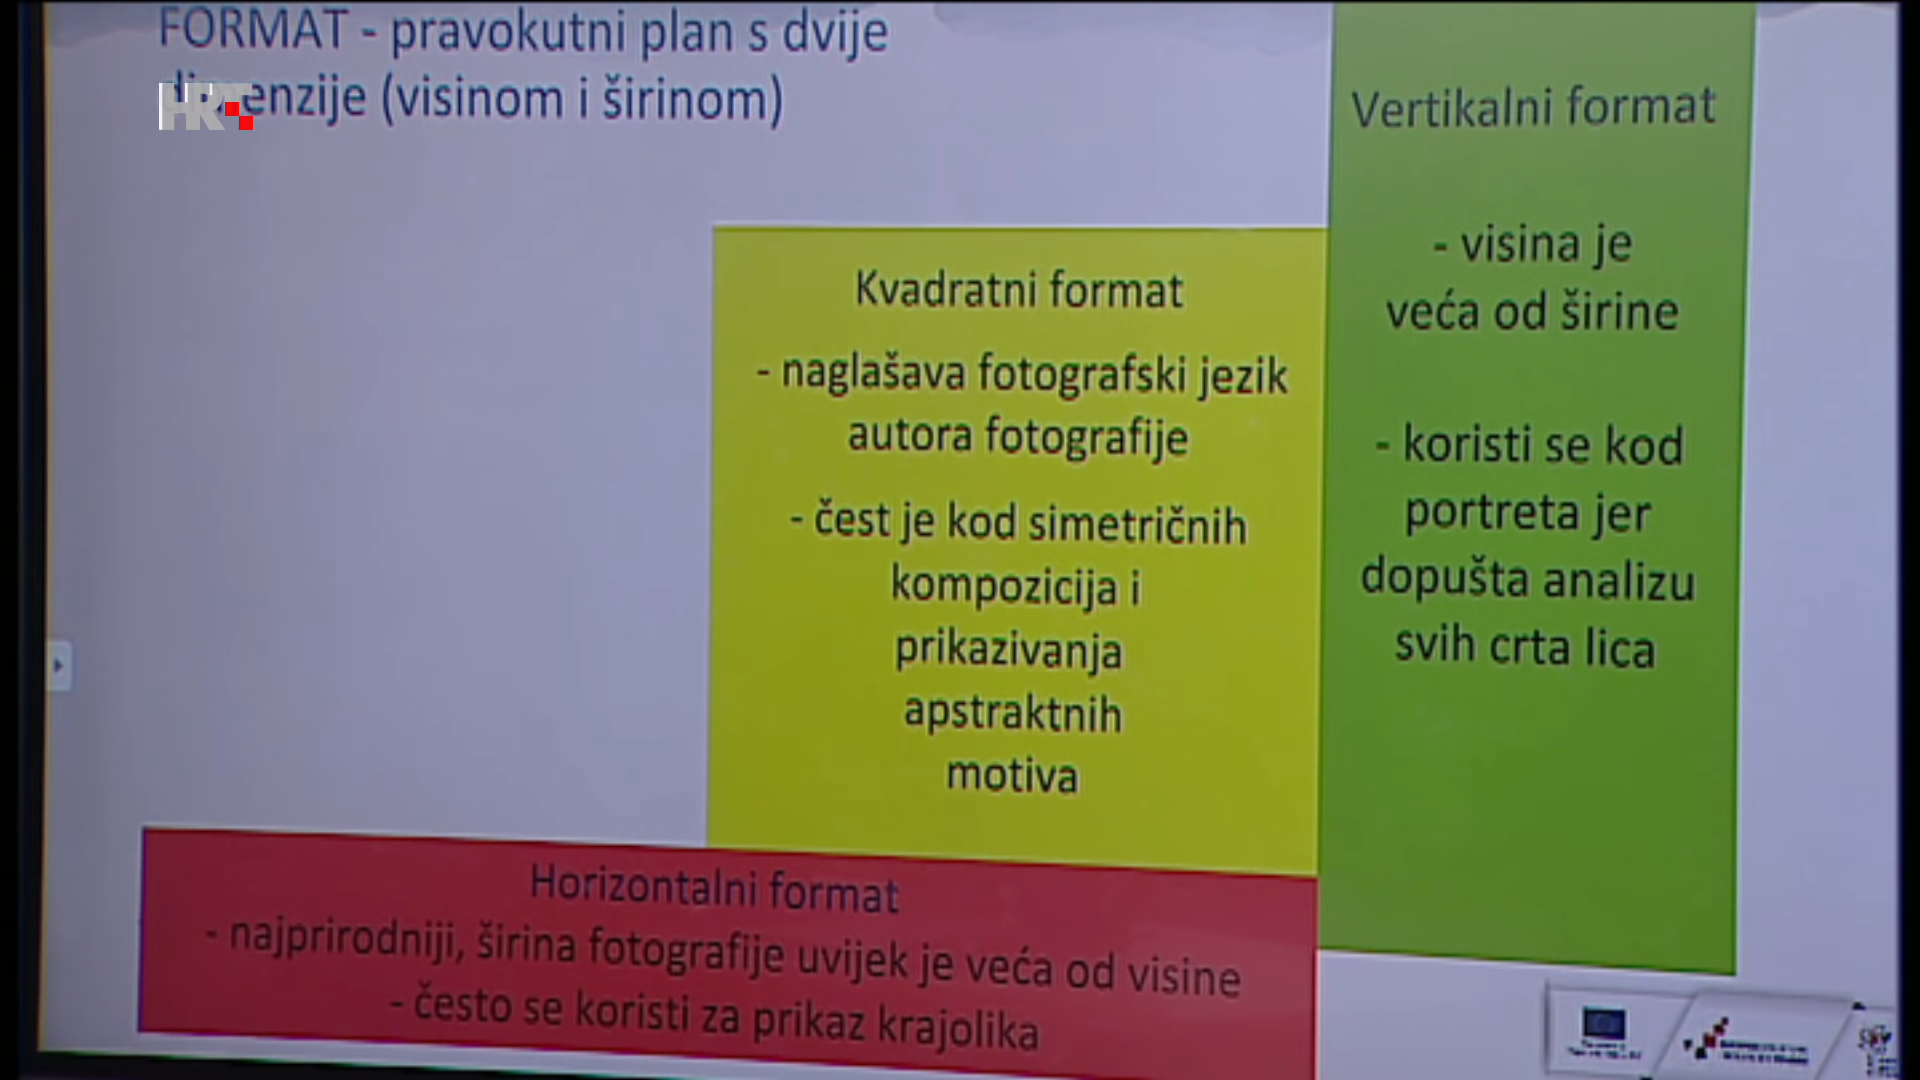 FORMAT - pravokutni plan s dvije
enzije (visinom i širinom)
HRT
Kvadratni format
- naglašava fotografski jezik
autora fotografije
- čest je kod simetričnih
kompozicija i
prikazivanja
apstraktnih
motiva
Vertikalni format
- visina je
veća od širine
- koristi se kod
portreta jer
dopušta analizu
svih crta lica
Horizontalni format
- najprirodniji, širina fotografije uvijek je veća od visine
- često se koristi za prikaz krajolika